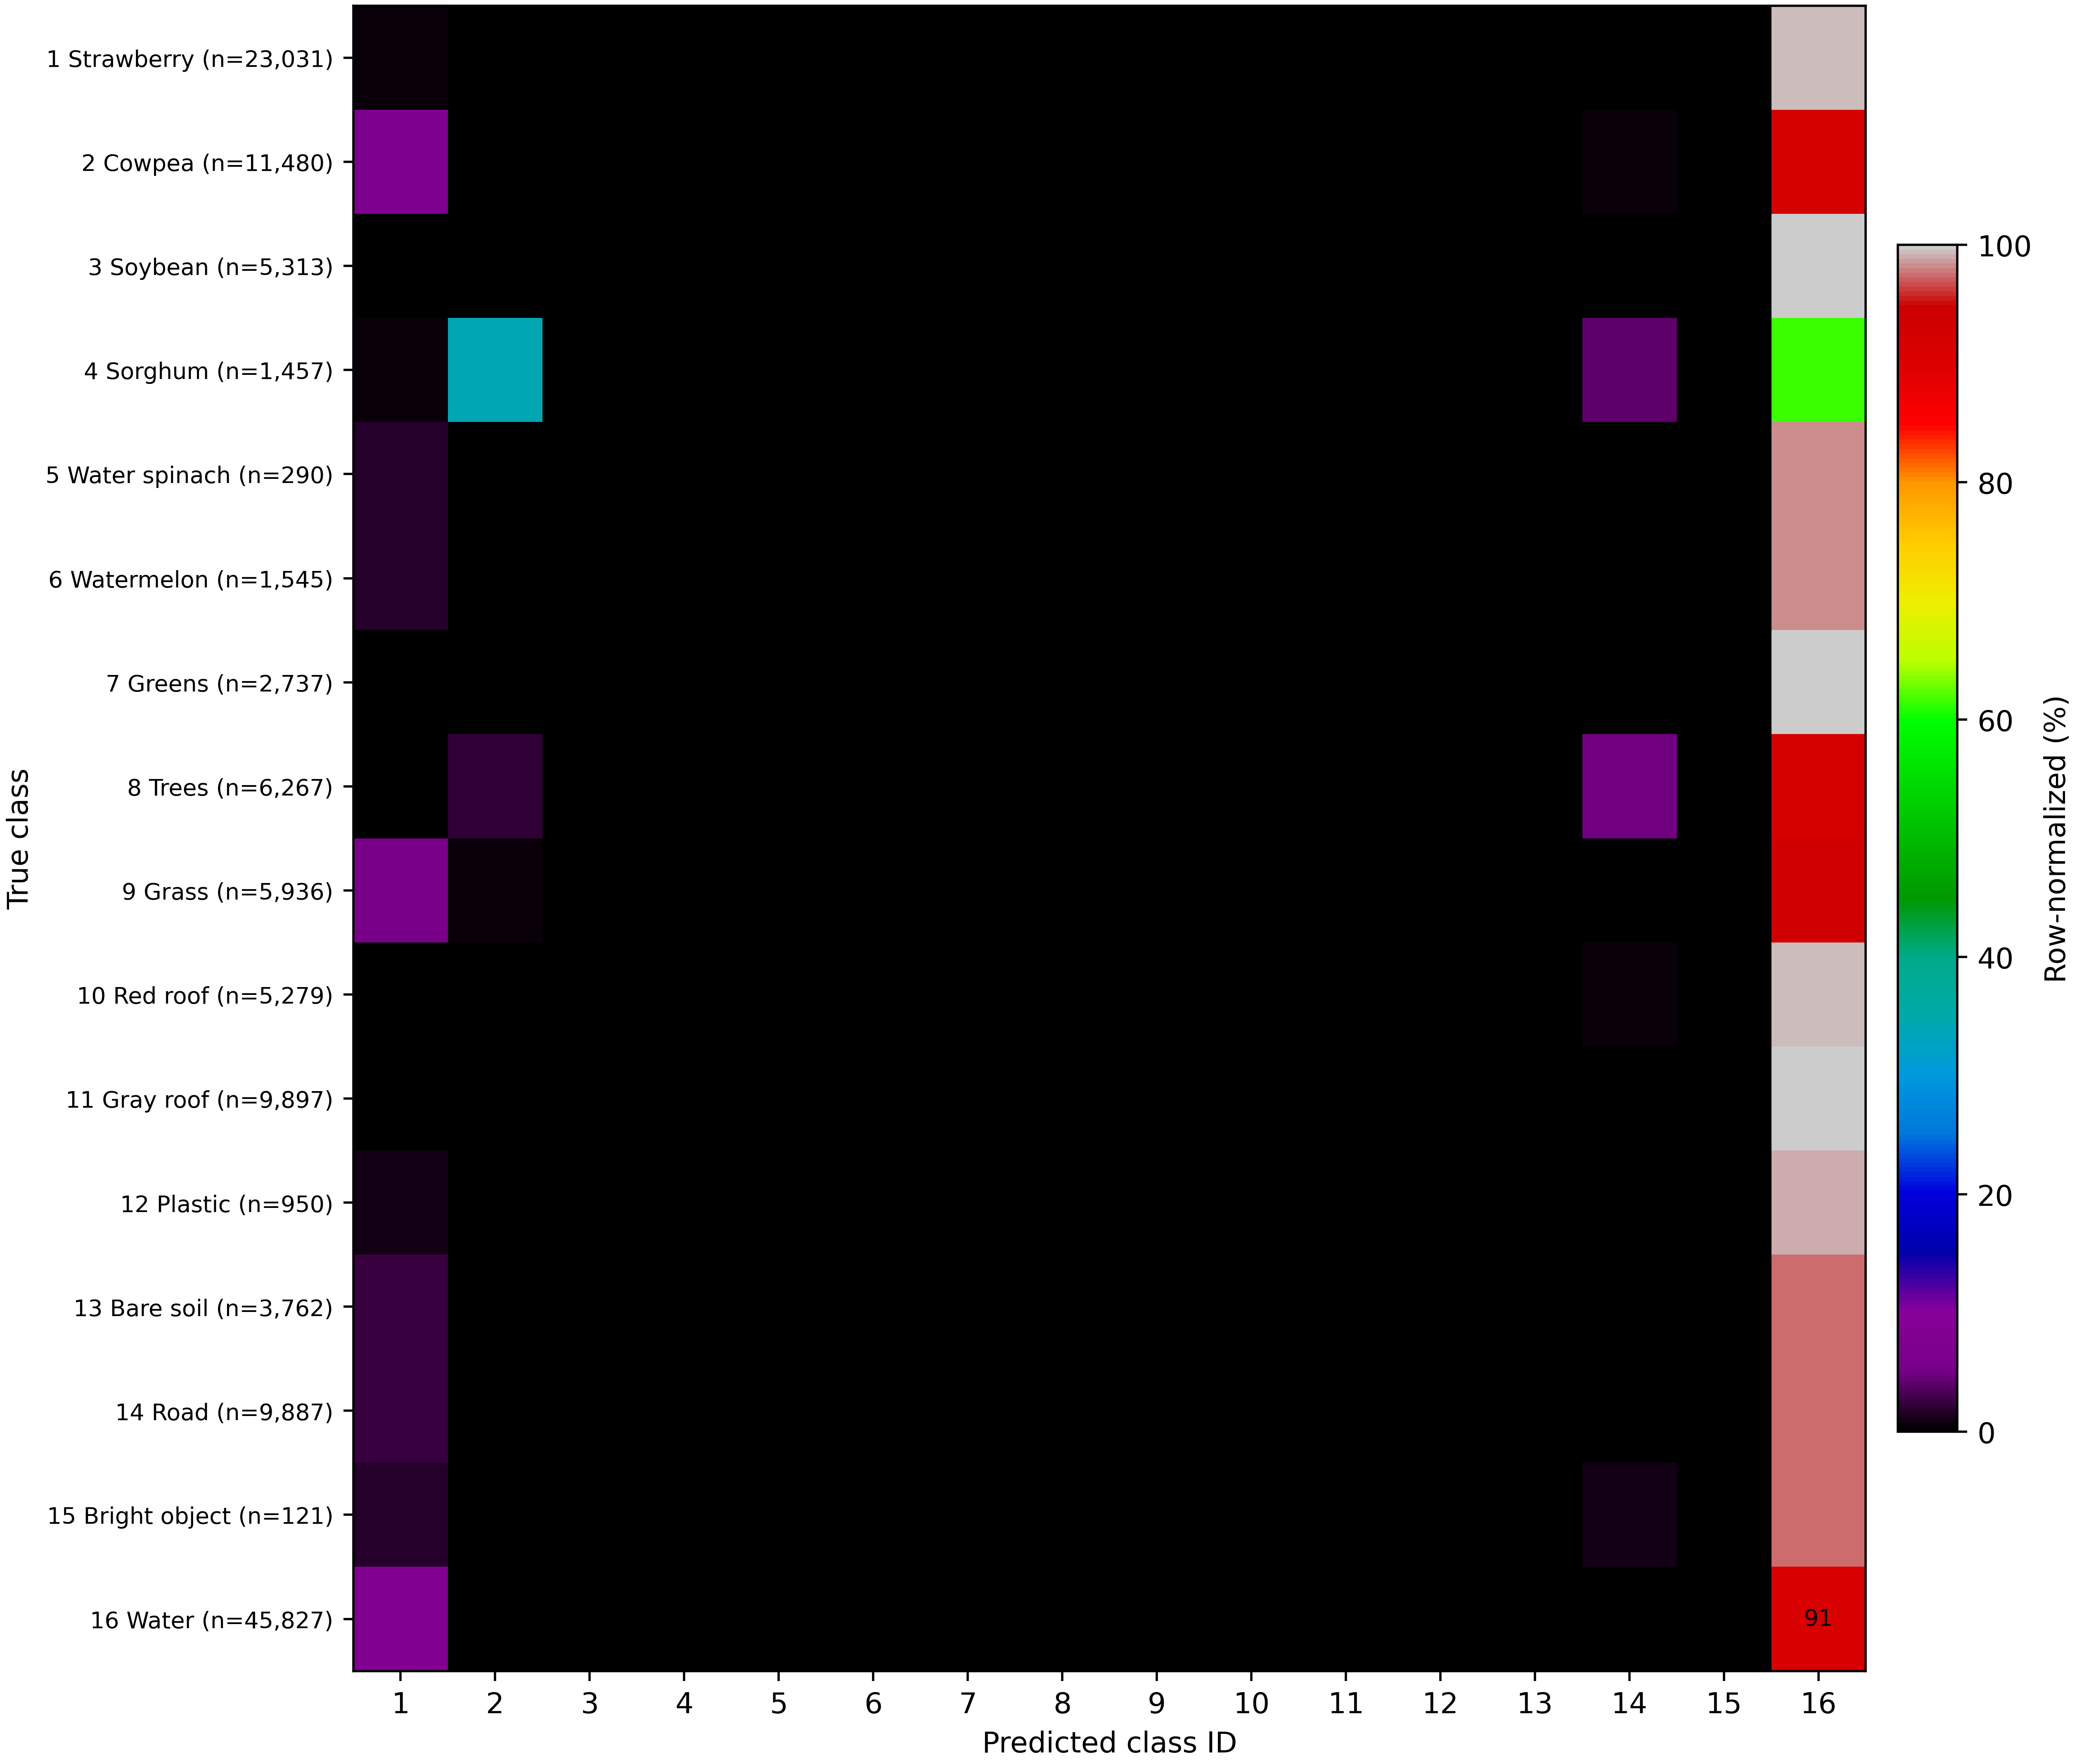 1 Strawberry (n=23,031)
2 Cowpea (n=11,480)
3 Soybean (n=5,313)
4 Sorghum (n=1,457)
5 Water spinach (n=290)
6 Watermelon (n=1,545)
7 Greens (n=2,737)
8 Trees (n=6,267)
9 Grass (n=5,936)
10 Red roof (n=5,279)
11 Gray roof (n=9,897)
12 Plastic (n=950)
13 Bare soil (n=3,762)
14 Road (n=9,887)
15 Bright object (n=121)
16 Water (n=45,827)
True class
91
1 2 3 4 5 6 7 8 9 10 11 12 13 14 15 16
Predicted class ID
100
80
60
40
20
0
Row-normalized (%)